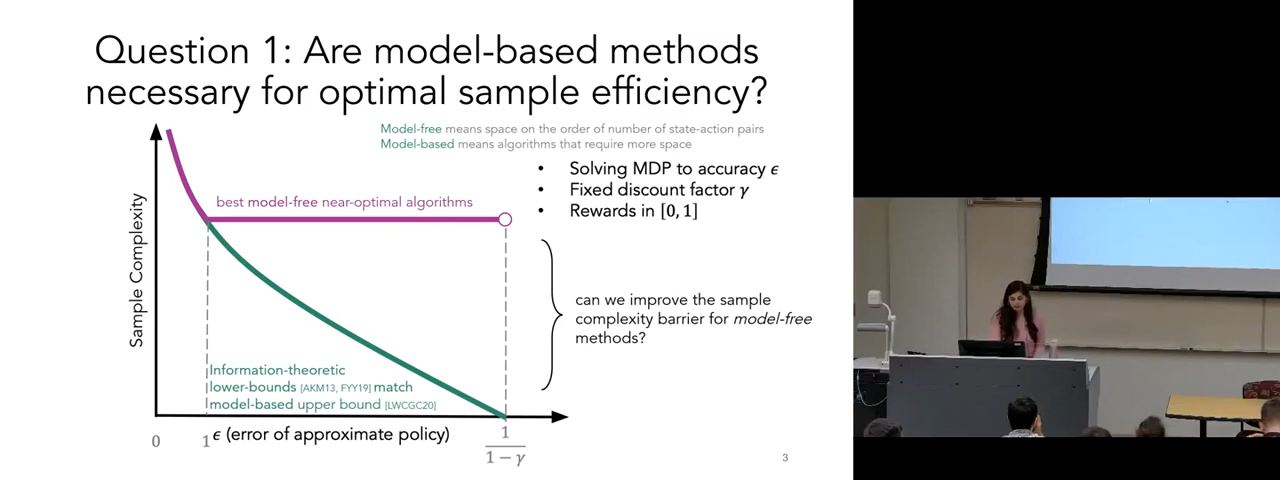 Question 1: Are model-based methods
necessary for optimal sample efficiency?
Model-free means space on the order of number of state-action pairs
Model-based means algorithms that require more space
• Solving MDP to accuracy ϵ
• Fixed discount factor γ
• Rewards in [0, 1]
best model-free near-optimal algorithms
Sample Complexity
can we improve the sample
complexity barrier for model-free
methods?
Information-theoretic
lower-bounds [AKM13, FYY19] match
model-based upper bound [LWCGC20]
0
1
ϵ (error of approximate policy)
1
1 − γ
3